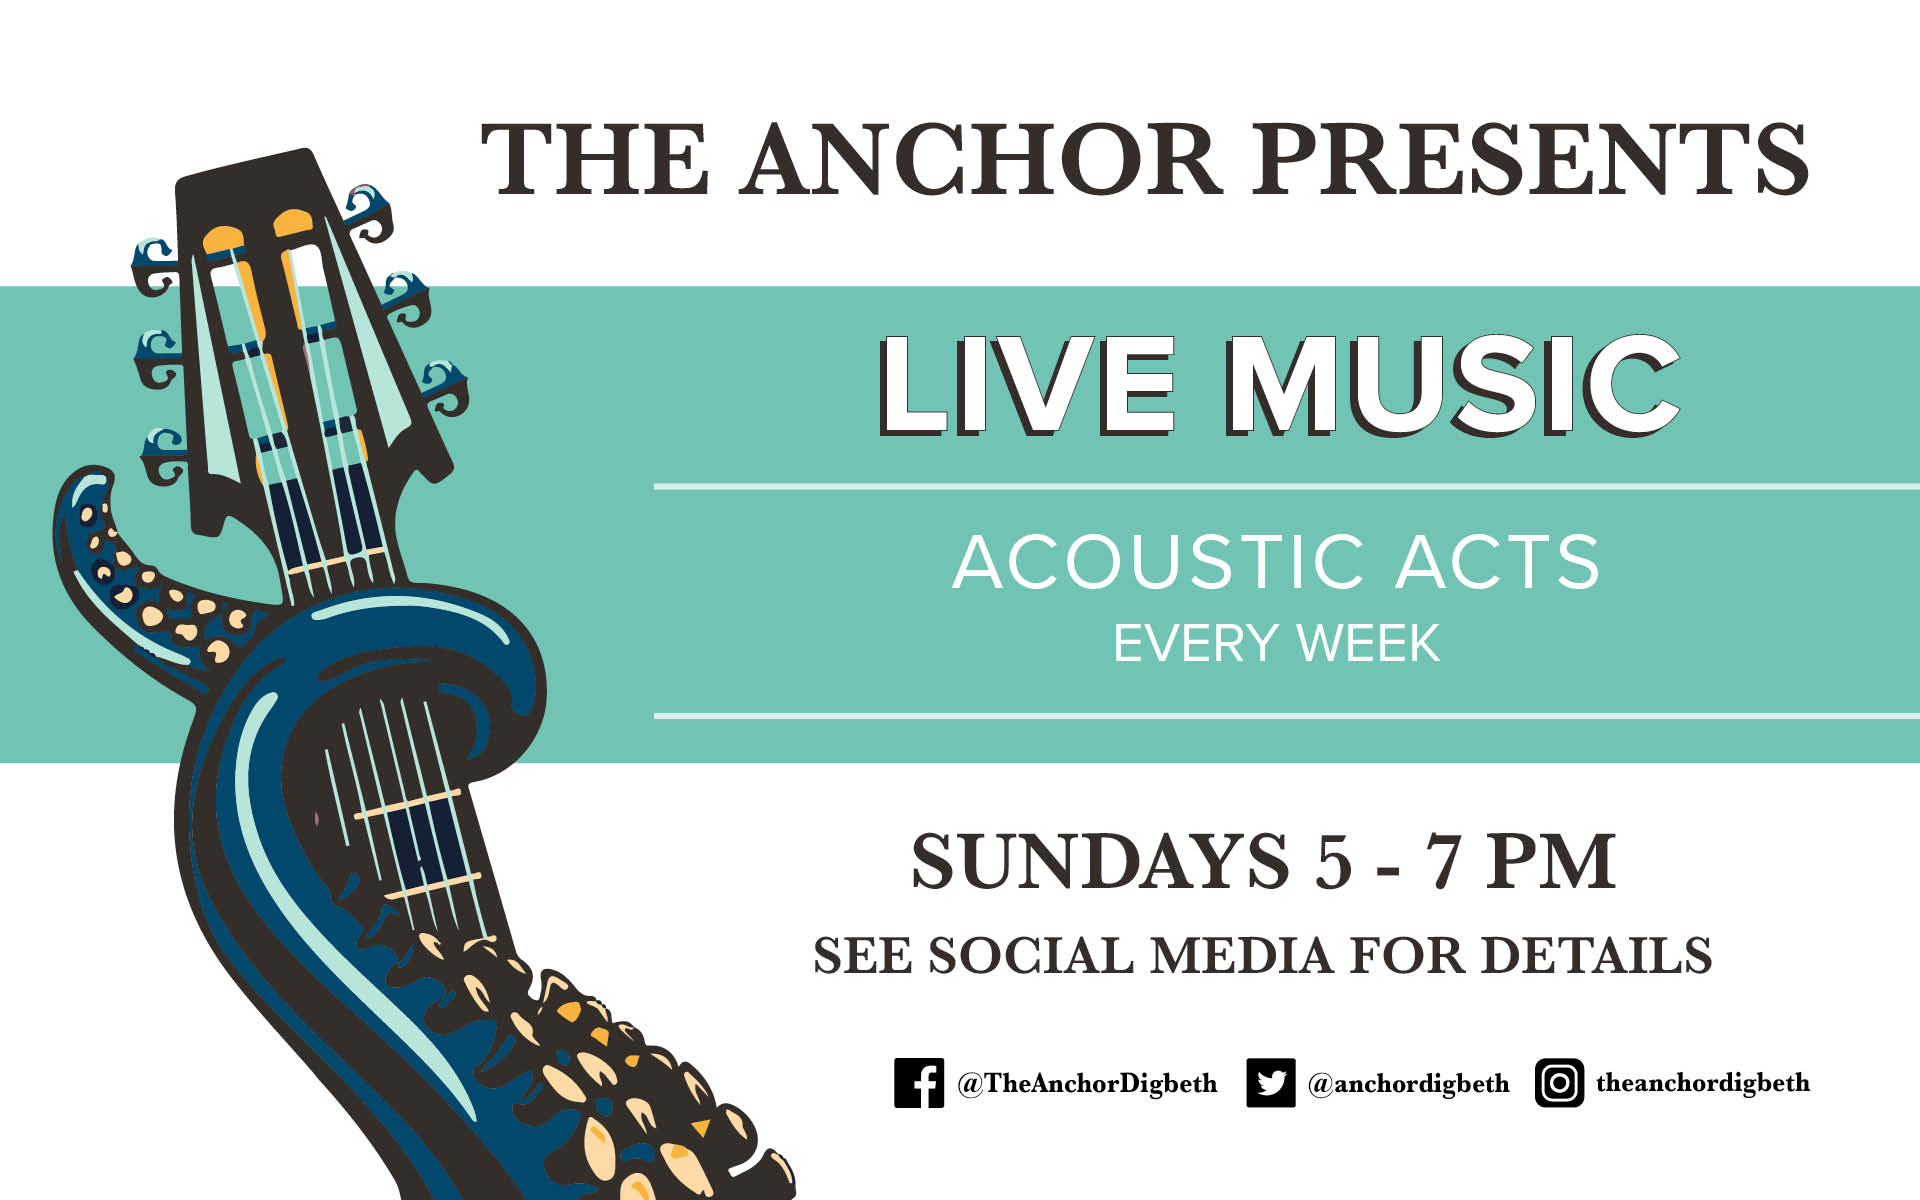 THE ANCHOR PRESENTS
LIVE MUSIC
ACOUSTIC ACTS
EVERY WEEK
SUNDAYS 5 - 7 PM
SEE SOCIAL MEDIA FOR DETAILS
@TheAnchorDigbeth @anchordigbeth theanchordigbeth